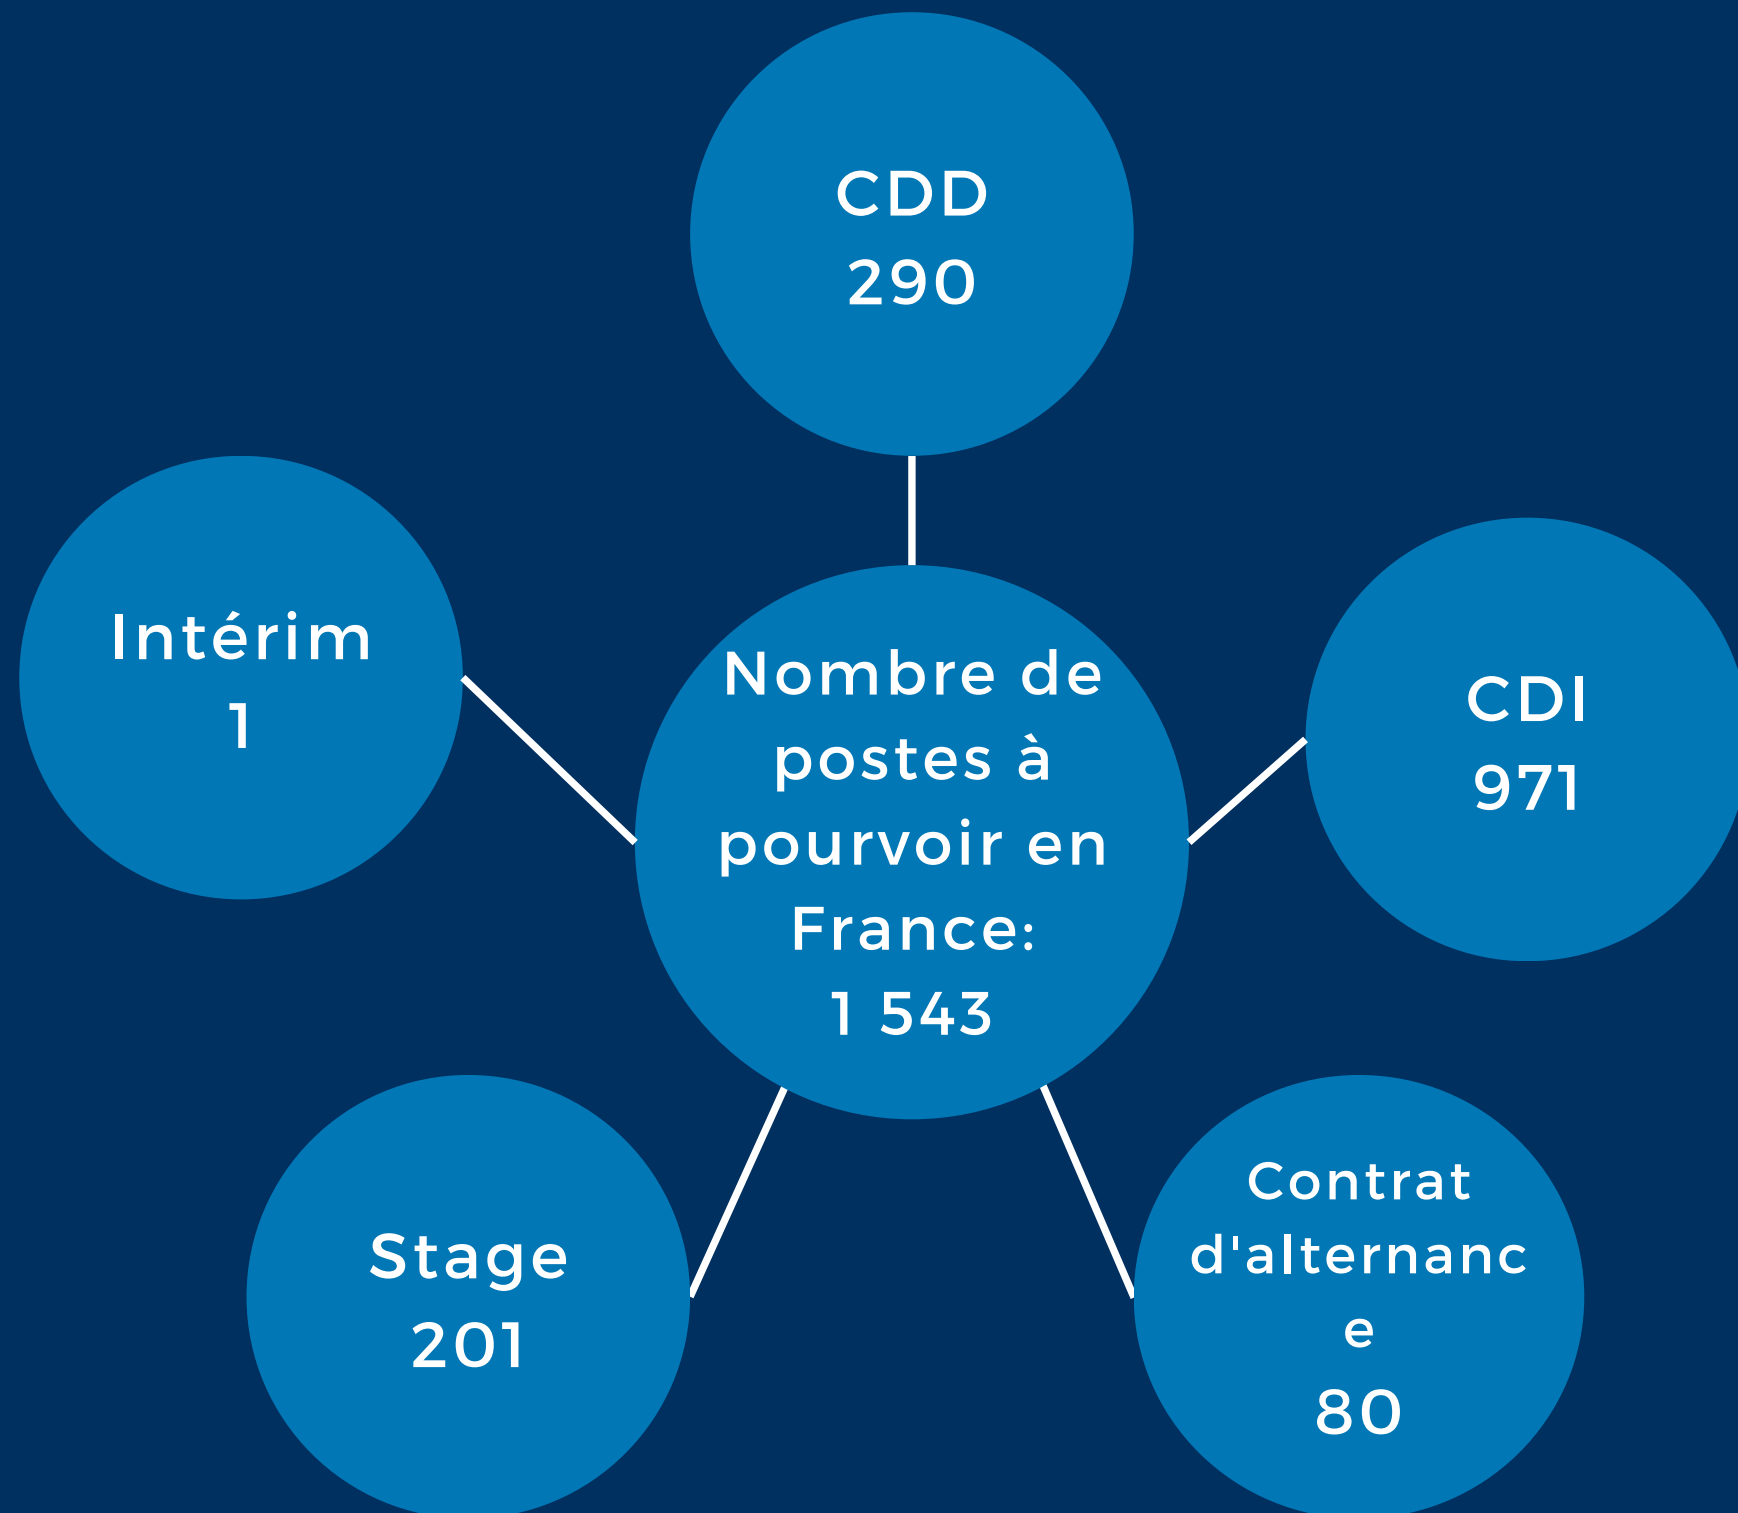 CDD
290
Intérim
1
Nombre de
postes à
pourvoir en
France:
1 543
CDI
971
Stage
201
Contrat
d'alternanc
e
80